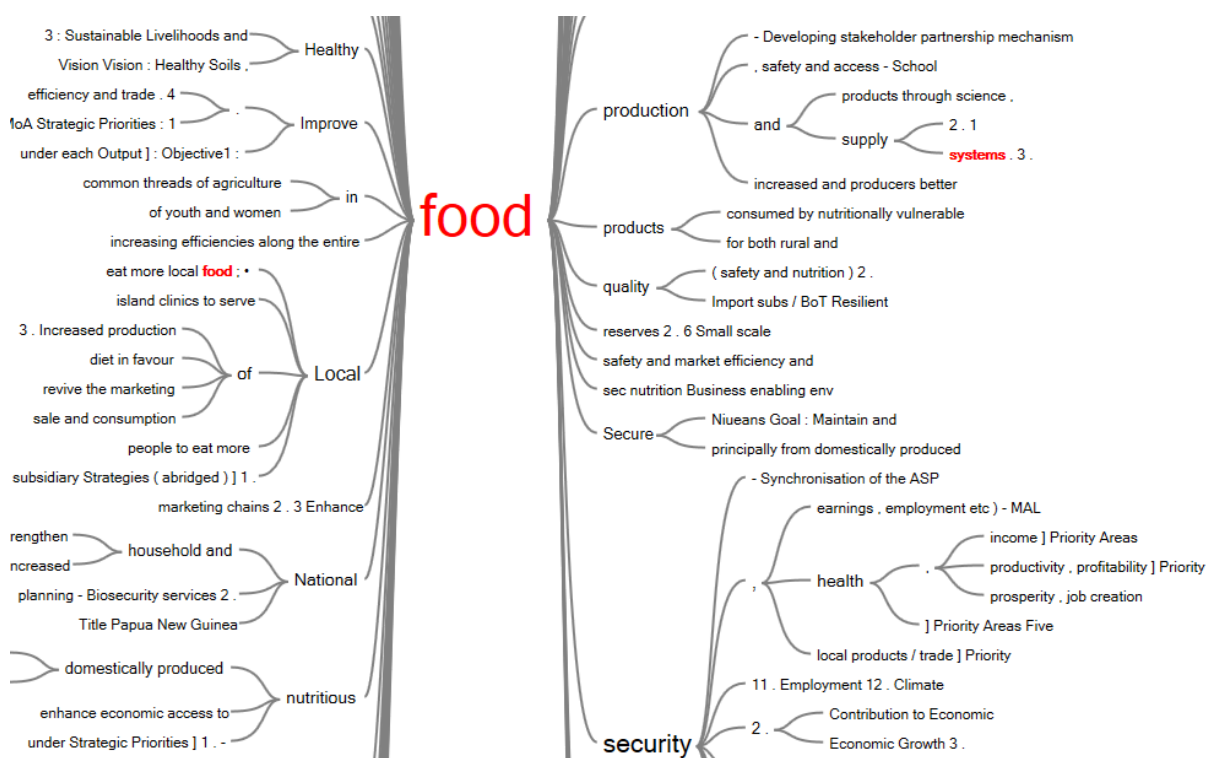 3 : Sustainable Livelihoods and
Vision Vision : Healthy Soils ,
Healthy
efficiency and trade . 4
MoA Strategic Priorities : 1
.
under each Output ] : Objective1 :
Improve
common threads of agriculture
of youth and women
in
increasing efficiencies along the entire
eat more local food ; •
island clinics to serve
3 . Increased production
diet in favour
revive the marketing
sale and consumption
of
people to eat more
subsidiary Strategies ( abridged ) ] 1 .
Local
marketing chains 2 . 3 Enhance
rengthen
ncreased
household and
planning - Biosecurity services 2 .
Title Papua New Guinea
National
domestically produced
enhance economic access to
under Strategic Priorities ] 1 . -
nutritious
food
production
- Developing stakeholder partnership mechanism
, safety and access - School
and
products through science ,
supply
2 . 1
systems . 3 .
increased and producers better
products
consumed by nutritionally vulnerable
for both rural and
quality
( safety and nutrition ) 2 .
Import subs / BoT Resilient
reserves 2 . 6 Small scale
safety and market efficiency and
sec nutrition Business enabling env
Secure
Niueans Goal : Maintain and
principally from domestically produced
security
- Synchronisation of the ASP
,
earnings , employment etc ) - MAL
health
,
income ] Priority Areas
productivity , profitability ] Priority
prosperity , job creation
] Priority Areas Five
local products / trade ] Priority
11 . Employment 12 . Climate
2 .
Contribution to Economic
Economic Growth 3 .